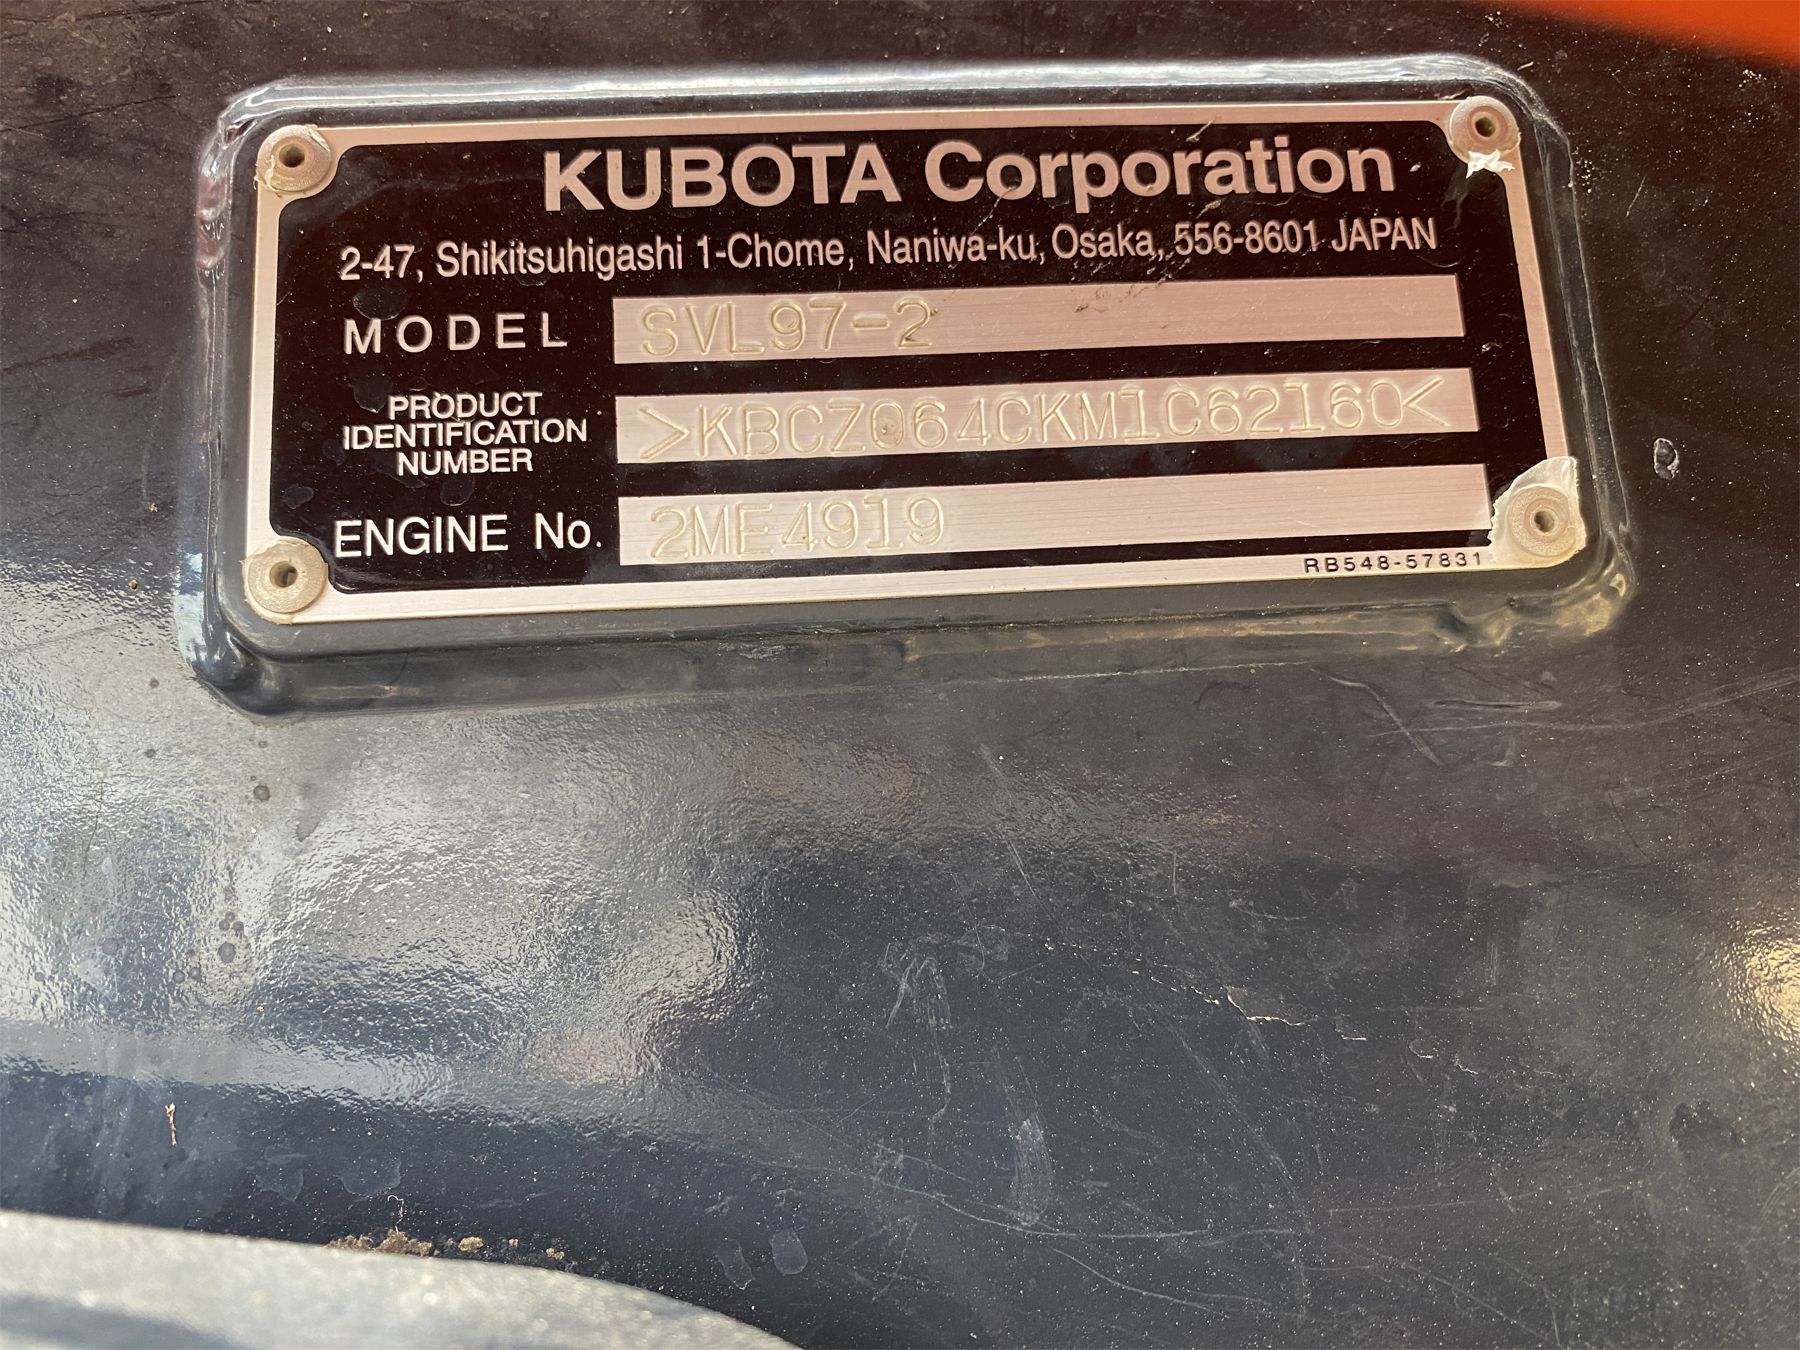 KUBOTA Corporation
2-47, Shikitsuhigashi 1-Chome, Naniwa-ku, Osaka, 556-8601 JAPAN
MODEL SVL97-2
PRODUCT
IDENTIFICATION
NUMBER
>KBCZ064CKM1C62160<
ENGINE No. 2ME4919
RB548-57831